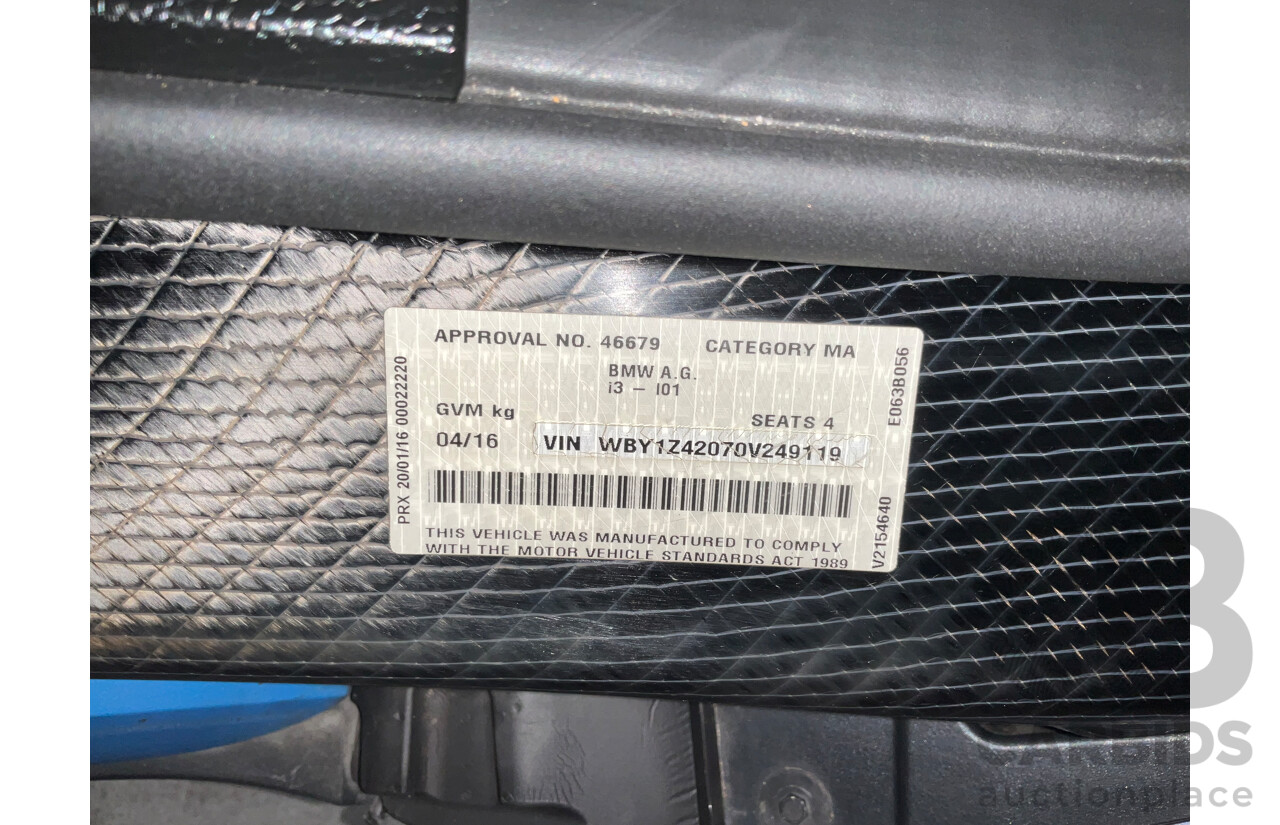 APPROVAL NO. 46679 CATEGORY MA
BMW A.G.
i3 – I01
GVM kg SEATS 4
04/16 VIN WBY1Z42070V249119
THIS VEHICLE WAS MANUFACTURED TO COMPLY
WITH THE MOTOR VEHICLE STANDARDS ACT 1989
PRX 20/01/16 00022220
E063B056
V2154640
CARBIDS
auctionplace